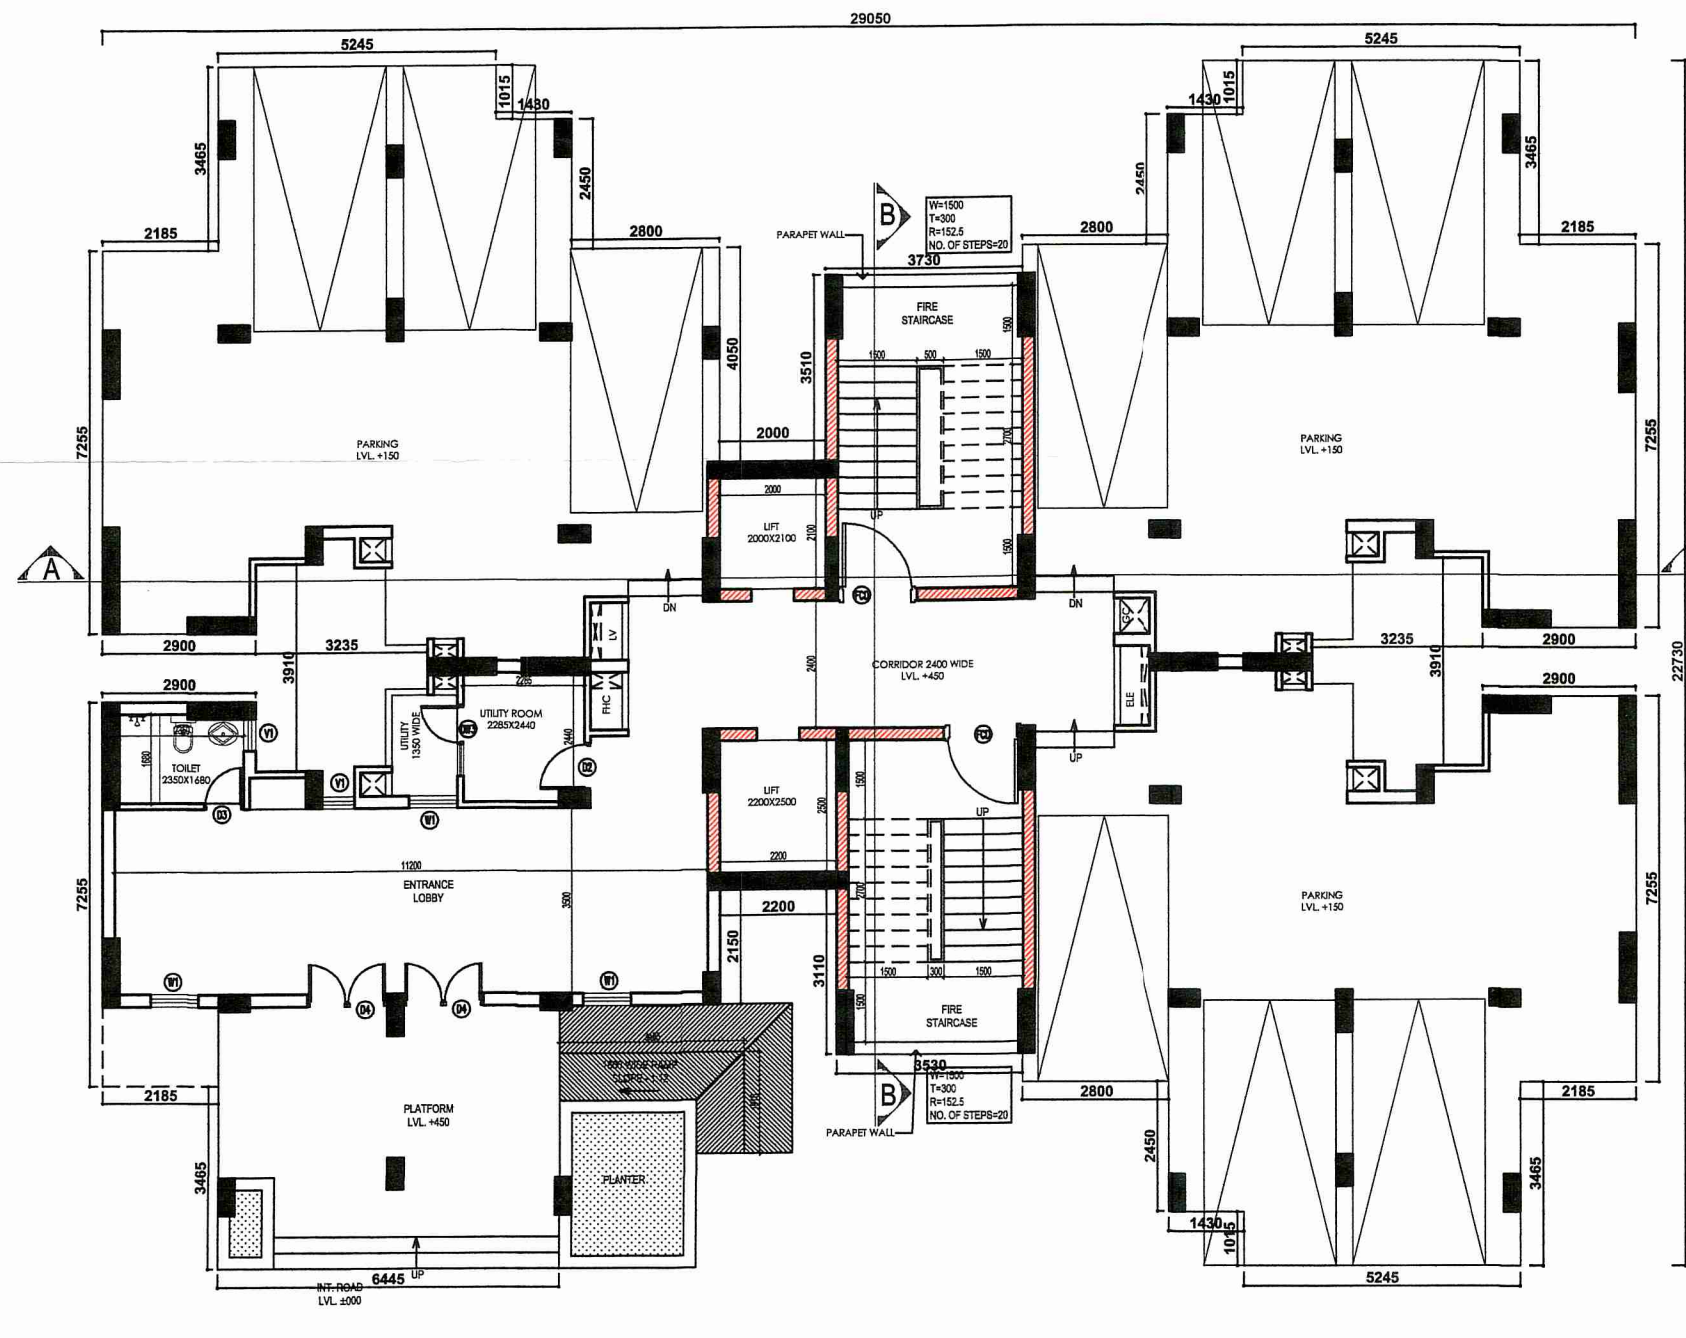 29050
5245
5245
1015
1015
1430
1430
3465
3465
2450
2450
2185
2800
2800
2185
B
W=1500
T=300
R=152.5
NO. OF STEPS=20
PARAPET WALL
3730
FIRE
STAIRCASE
1500
1500
500
1500
4050
3510
2700
7255
7255
PARKING
LVL. +150
PARKING
LVL. +150
2000
2000
LIFT
2000X2100
2100
UP
1500
A
DN
DN
FCD
LV
GC
2900
3235
3910
3235
3910
2900
2400
CORRIDOR 2400 WIDE
LVL. +450
22730
2900
2900
2285
FHC
ELE
UTILITY
1350 WIDE
UTILITY ROOM
2285X2440
2440
V1
TOILET
2350X1680
1680
V1
D2
D3
W1
FCD
UP
LIFT
2200X2500
2500
2200
1500
UP
11200
ENTRANCE
LOBBY
3500
7255
7255
PARKING
LVL. +150
2200
2700
2150
3110
1500
300
1500
1500
W1
W1
D4
D4
FIRE
STAIRCASE
3530
W=1500
T=300
R=152.5
NO. OF STEPS=20
B
PARAPET WALL
2185
2800
2185
PLATFORM
LVL. +450
3465
2450
3465
PLANTER
1430
1015
UP
6445
5245
INT. ROAD
LVL. ±000